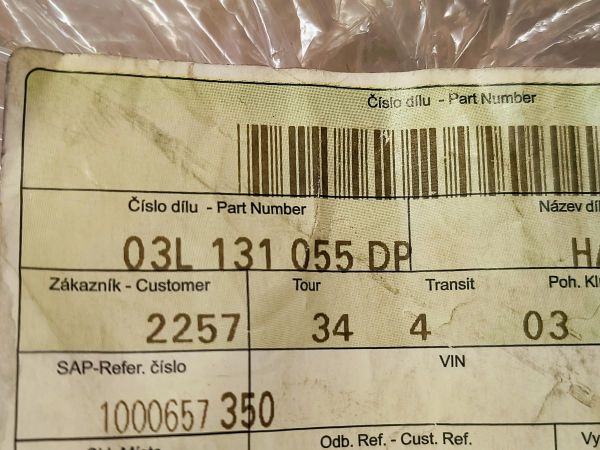 Číslo dílu - Part Number
Číslo dílu - Part Number Název dí
03L 131 055 DP H
Zákazník - Customer Tour Transit Poh. Kl
2257 34 4 03
SAP-Refer. číslo VIN
1000657 350
Odb. Ref. - Cust. Ref. Vy